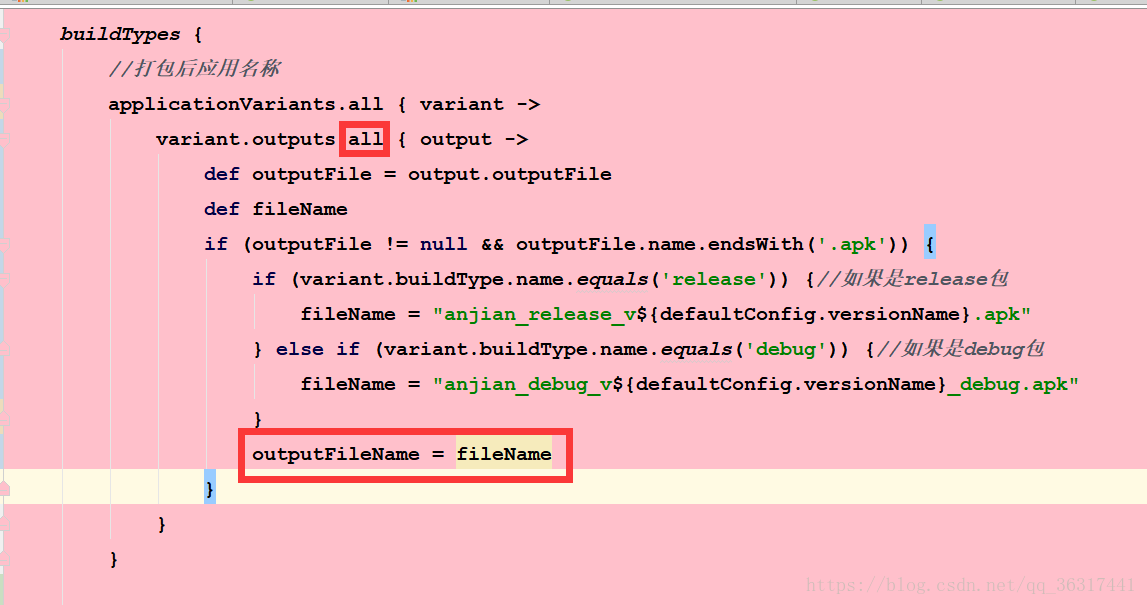 buildTypes {
//打包后应用名称
applicationVariants.all { variant ->
variant.outputs.all { output ->
def outputFile = output.outputFile
def fileName
if (outputFile != null && outputFile.name.endsWith('.apk')) {
if (variant.buildType.name.equals('release')) {//如果是release包
fileName = "anjian_release_v${defaultConfig.versionName}.apk"
} else if (variant.buildType.name.equals('debug')) {//如果是debug包
fileName = "anjian_debug_v${defaultConfig.versionName}_debug.apk"
}
outputFileName = fileName
}
}
}
https://blog.csdn.net/qq_36317441